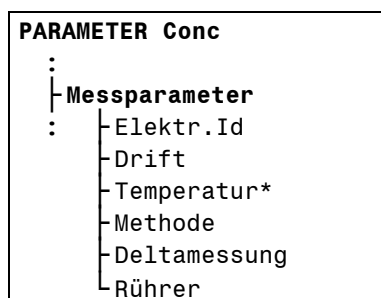 PARAMETER Conc
:
├Messparameter
: ├Elektr.Id
├Drift
├Temperatur*
├Methode
├Deltamessung
└Rührer